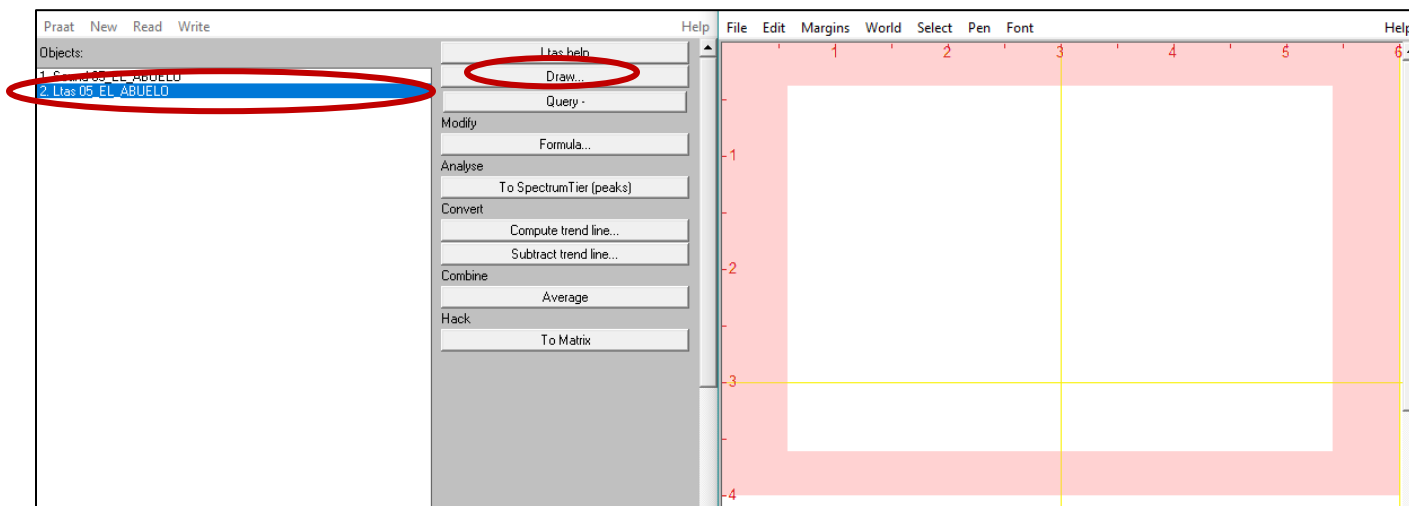 Praat New Read Write Help
Objects:
1. Sound 05_EL_ABUELO
2. Ltas 05_EL_ABUELO
Ltas help
Draw...
Query -
Modify
Formula...
Analyse
To SpectrumTier (peaks)
Convert
Compute trend line...
Subtract trend line...
Combine
Average
Hack
To Matrix
File Edit Margins World Select Pen Font Help
1 2 3 4 5 6
1
2
3
4